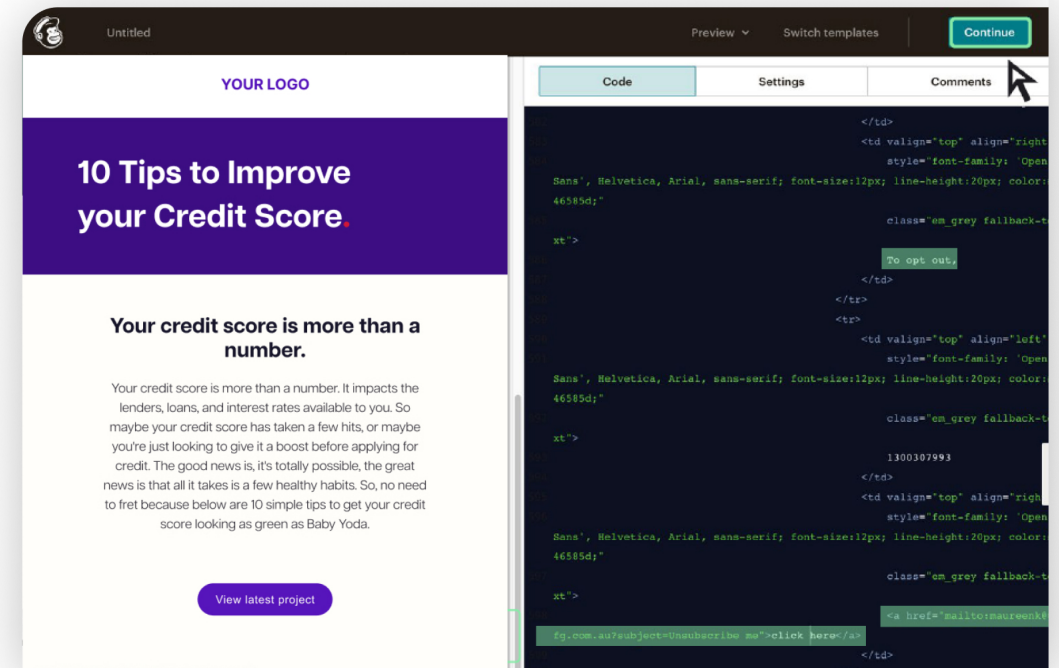 Untitled
Preview
Switch templates
Continue
YOUR LOGO
10 Tips to Improve
your Credit Score.
Your credit score is more than a
number.
Your credit score is more than a number. It impacts the
lenders, loans, and interest rates available to you. So
maybe your credit score has taken a few hits, or maybe
you're just looking to give it a boost before applying for
credit. The good news is, it's totally possible, the great
news is that all it takes is a few healthy habits. So, no need
to fret because below are 10 simple tips to get your credit
score looking as green as Baby Yoda.
View latest project
Code
Settings
Comments
</td>
<td valign="top" align="right
style="font-family: 'Open
Sans', Helvetica, Arial, sans-serif; font-size:12px; line-height:20px; color:
46585d;"
class="em_grey fallback-t
xt">
To opt out,
</td>
</tr>
<tr>
<td valign="top" align="left"
style="font-family: 'Open
Sans', Helvetica, Arial, sans-serif; font-size:12px; line-height:20px; color:
46585d;"
class="em_grey fallback-t
xt">
1300307993
</td>
<td valign="top" align="righ
style="font-family: 'Open
Sans', Helvetica, Arial, sans-serif; font-size:12px; line-height:20px; color:
46585d;"
class="em_grey fallback-t
xt">
<a href="mailto:maureenk@
fg.com.au?subject=Unsubscribe me">click here</a>
</td>